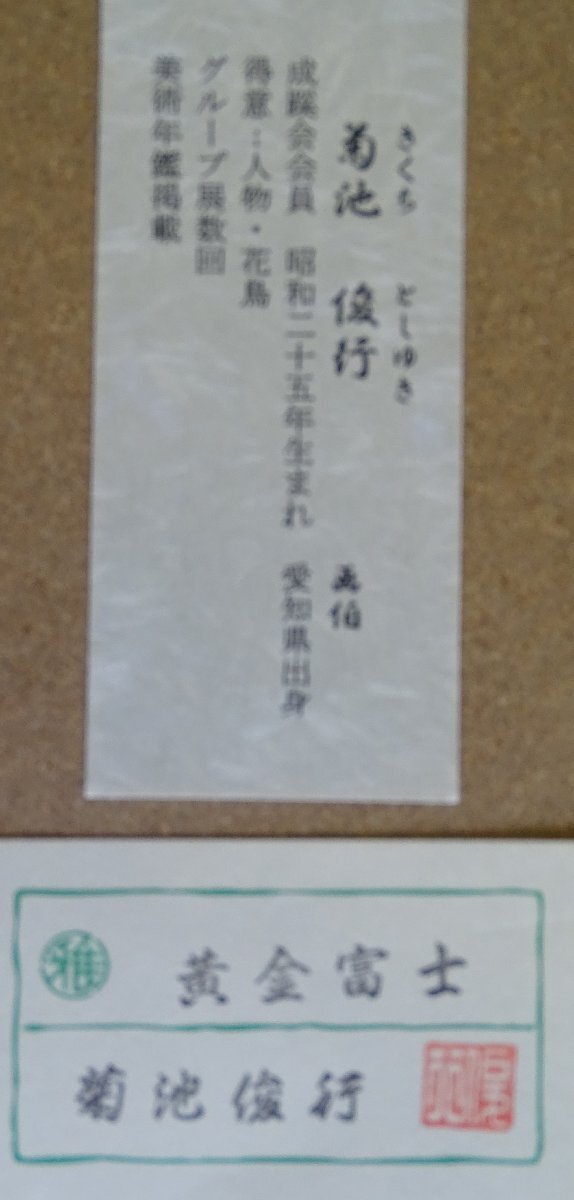 きくち としゆき
菊池 俊行 画伯
成蹊会会員 昭和二十五年生まれ 愛知県出身
得意：人物・花鳥
グループ展数回
美術年鑑掲載
雅 黄金富士
菊池俊行